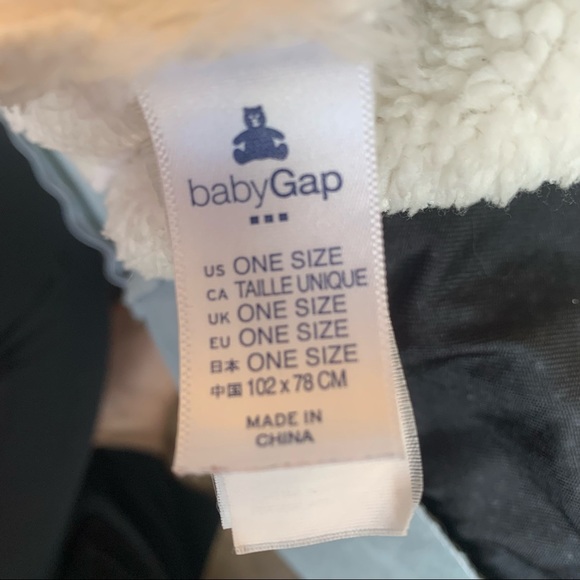 babyGap
US ONE SIZE
CA TAILLE UNIQUE
UK ONE SIZE
EU ONE SIZE
日本 ONE SIZE
中国 102 x 78 CM
MADE IN
CHINA